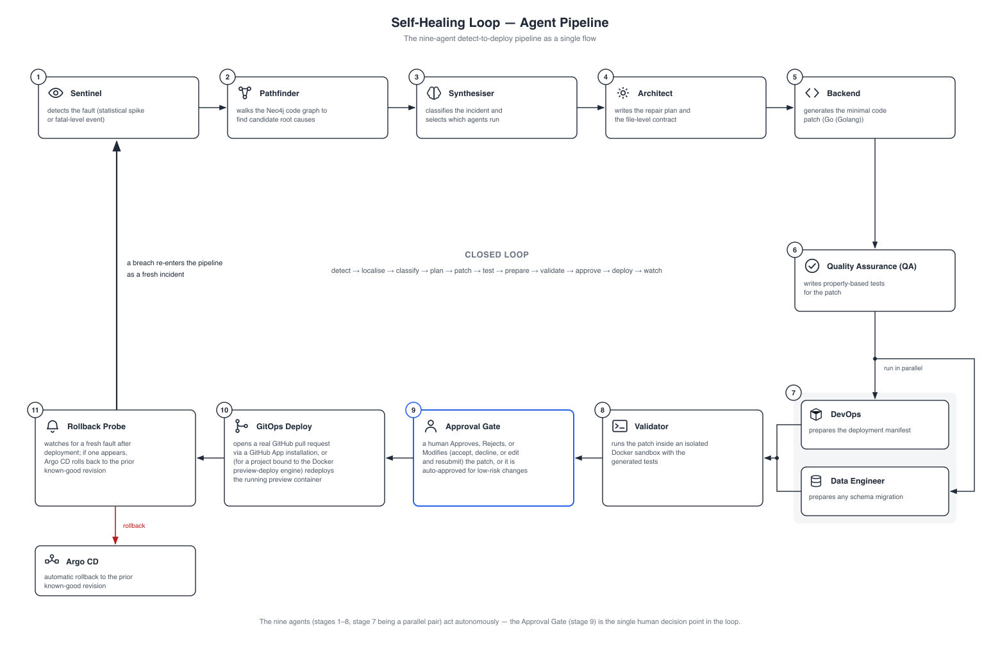 Self-Healing Loop — Agent Pipeline
The nine-agent detect-to-deploy pipeline as a single flow
1
Sentinel
detects the fault (statistical spike
or fatal-level event)
2
Pathfinder
walks the Neo4j code graph to
find candidate root causes
3
Synthesiser
classifies the incident and
selects which agents run
4
Architect
writes the repair plan and
the file-level contract
5
Backend
generates the minimal code
patch (Go (Golang))
a breach re-enters the pipeline
as a fresh incident
CLOSED LOOP
detect → localise → classify → plan → patch → test → prepare → validate → approve → deploy → watch
6
Quality Assurance (QA)
writes property-based tests
for the patch
run in parallel
7
DevOps
prepares the deployment manifest
Data Engineer
prepares any schema migration
8
Validator
runs the patch inside an isolated
Docker sandbox with the
generated tests
9
Approval Gate
a human Approves, Rejects, or
Modifies (accept, decline, or edit
and resubmit) the patch, or it is
auto-approved for low-risk changes
10
GitOps Deploy
opens a real GitHub pull request
via a GitHub App installation, or
(for a project bound to the Docker
preview-deploy engine) redeploys
the running preview container
11
Rollback Probe
watches for a fresh fault after
deployment; if one appears,
Argo CD rolls back to the prior
known-good revision
rollback
Argo CD
automatic rollback to the prior
known-good revision
The nine agents (stages 1–8, stage 7 being a parallel pair) act autonomously — the Approval Gate (stage 9) is the single human decision point in the loop.